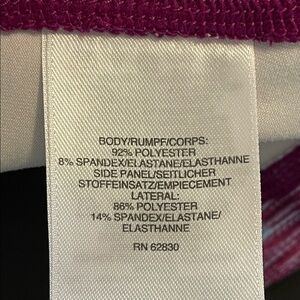 BODY/RUMPF/CORPS:
92% POLYESTER
8% SPANDEX/ELASTANE/ELASTHANNE
SIDE PANEL/SEITLICHER
STOFFEINSATZ/EMPIECEMENT
LATERAL:
86% POLYESTER
14% SPANDEX/ELASTANE/
ELASTHANNE
RN 62830